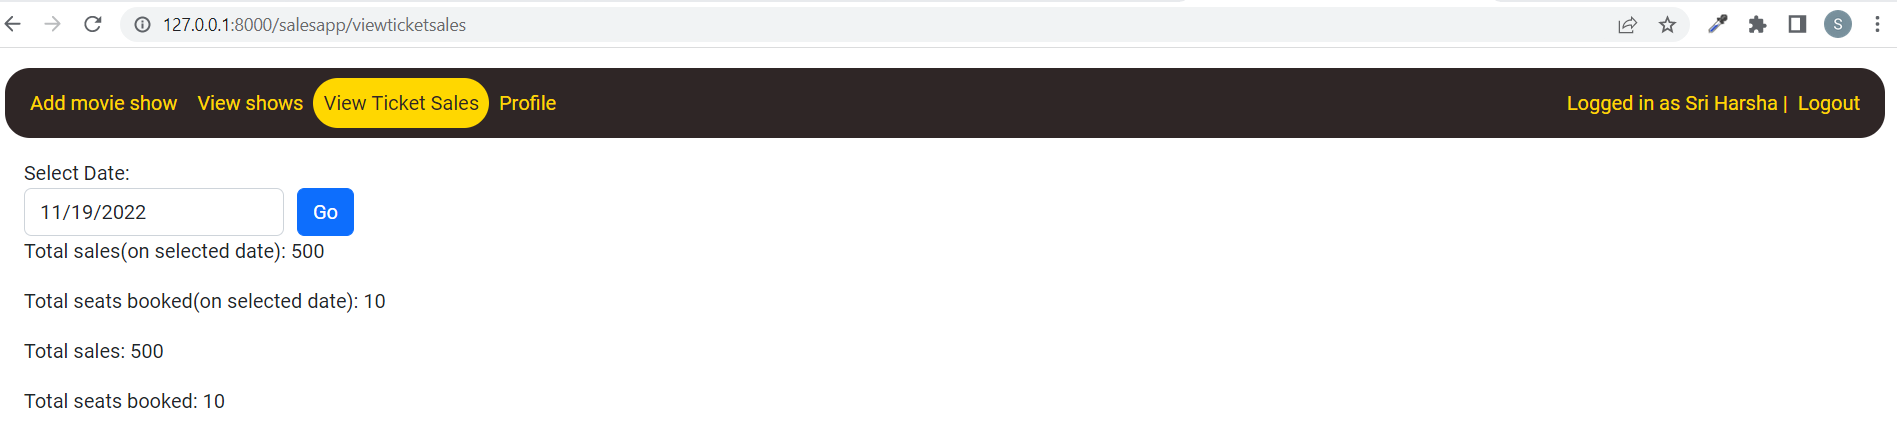 127.0.0.1:8000/salesapp/viewticketsales
S
Add movie show View shows View Ticket Sales Profile Logged in as Sri Harsha | Logout
Select Date:
11/19/2022 Go
Total sales(on selected date): 500
Total seats booked(on selected date): 10
Total sales: 500
Total seats booked: 10